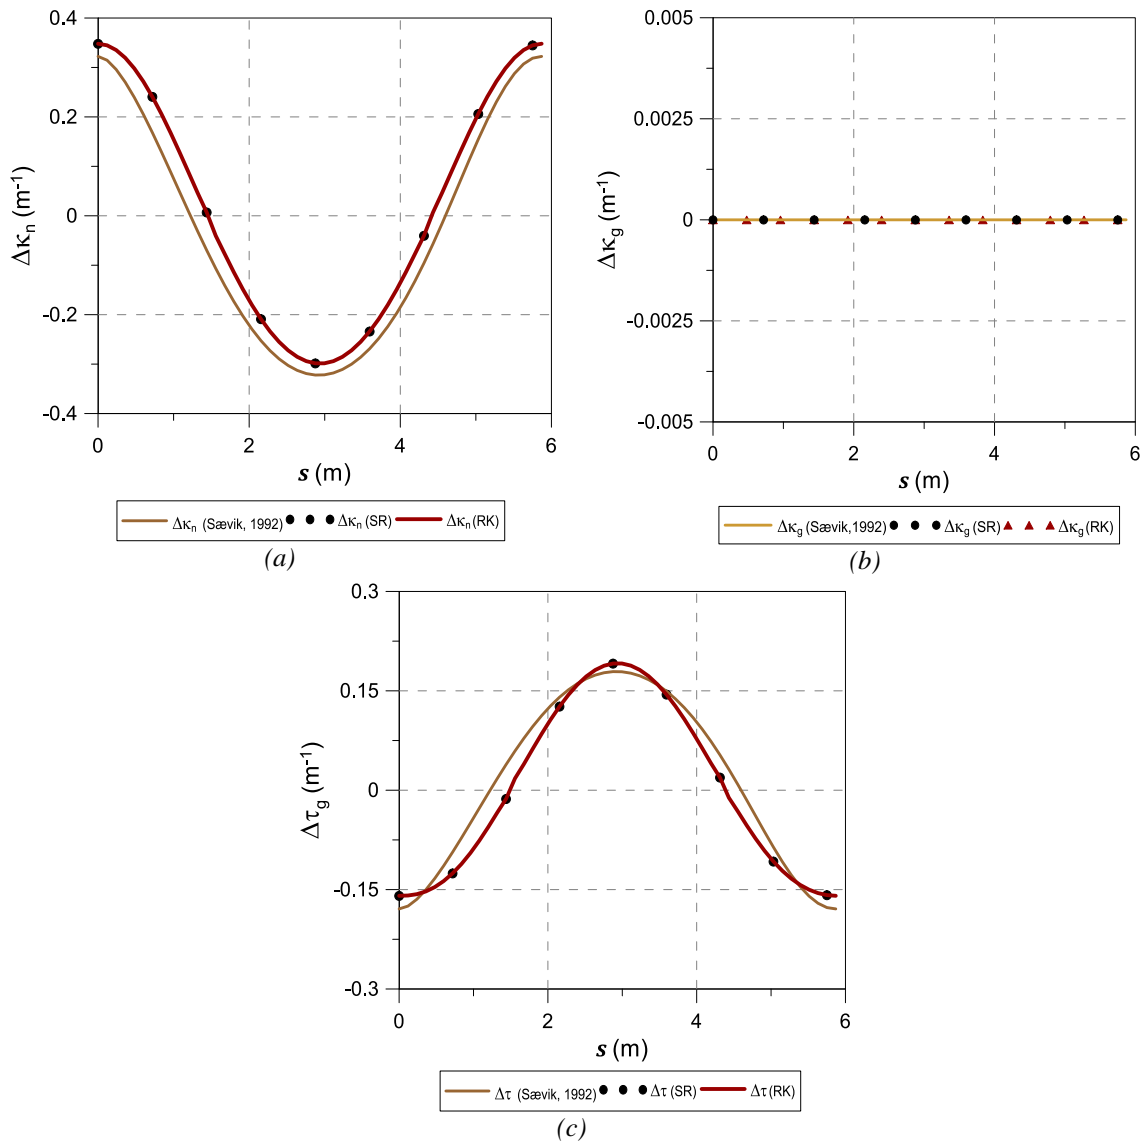 0.4
0.2
0
-0.2
-0.4
Δκn (m-1)
0 2 4 6
s (m)
Δκn (Sævik, 1992) Δκn (SR) Δκn (RK)
(a)
0.005
0.0025
0
-0.0025
-0.005
Δκg (m-1)
0 2 4 6
s (m)
Δκg (Sævik,1992) Δκg (SR) Δκg (RK)
(b)
0.3
0.15
0
-0.15
-0.3
Δτg (m-1)
0 2 4 6
s (m)
Δτ (Sævik, 1992) Δτ (SR) Δτ (RK)
(c)